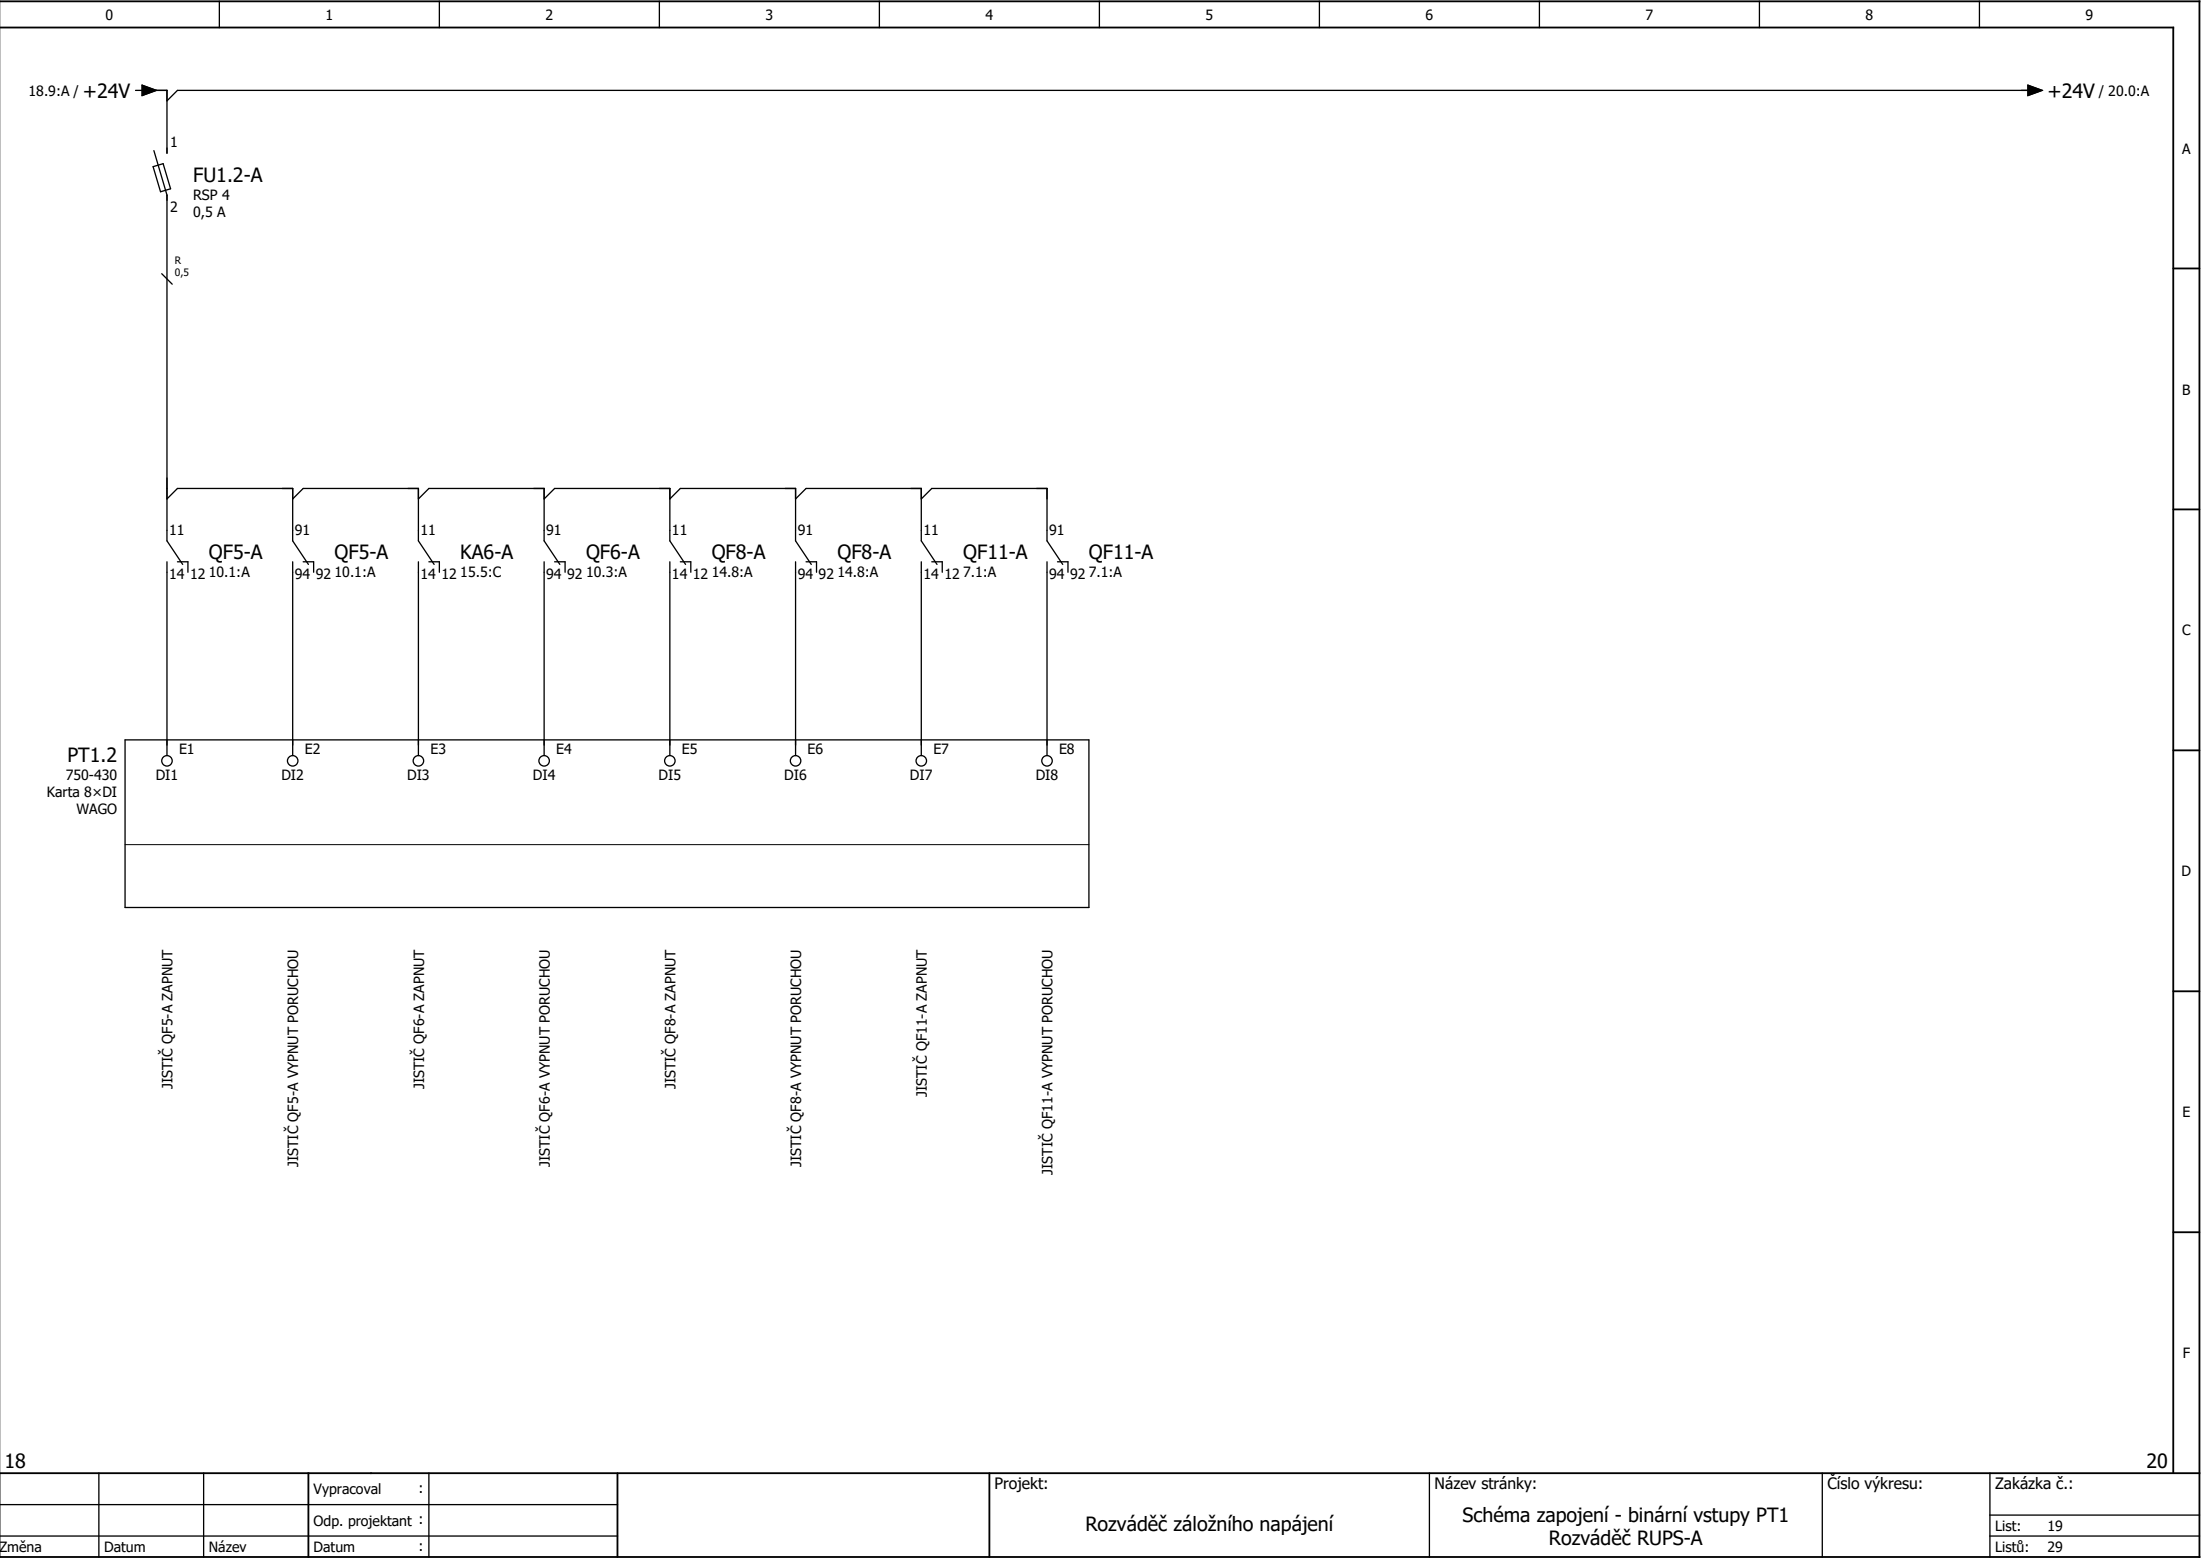 0 1 2 3 4 5 6 7 8 9
18.9:A / +24V
+24V / 20.0:A
1
FU1.2-A
RSP 4
2
0,5 A
R
0,5
11 91 11 91 11 91 11 91
QF5-A QF5-A KA6-A QF6-A QF8-A QF8-A QF11-A QF11-A
14 12 10.1:A 94 92 10.1:A 14 12 15.5:C 94 92 10.3:A 14 12 14.8:A 94 92 14.8:A 14 12 7.1:A 94 92 7.1:A
E1 E2 E3 E4 E5 E6 E7 E8
DI1 DI2 DI3 DI4 DI5 DI6 DI7 DI8
PT1.2
750-430
Karta 8×DI
WAGO
JISTIČ QF5-A ZAPNUT
JISTIČ QF5-A VYPNUT PORUCHOU
JISTIČ QF6-A ZAPNUT
JISTIČ QF6-A VYPNUT PORUCHOU
JISTIČ QF8-A ZAPNUT
JISTIČ QF8-A VYPNUT PORUCHOU
JISTIČ QF11-A ZAPNUT
JISTIČ QF11-A VYPNUT PORUCHOU
A
B
C
D
E
F
18
20
Změna
Datum
Název
Vypracoval :
Odp. projektant :
Datum :
Projekt:
Rozváděč záložního napájení
Název stránky:
Schéma zapojení - binární vstupy PT1
Rozváděč RUPS-A
Číslo výkresu:
Zakázka č.:
List: 19
Listů: 29